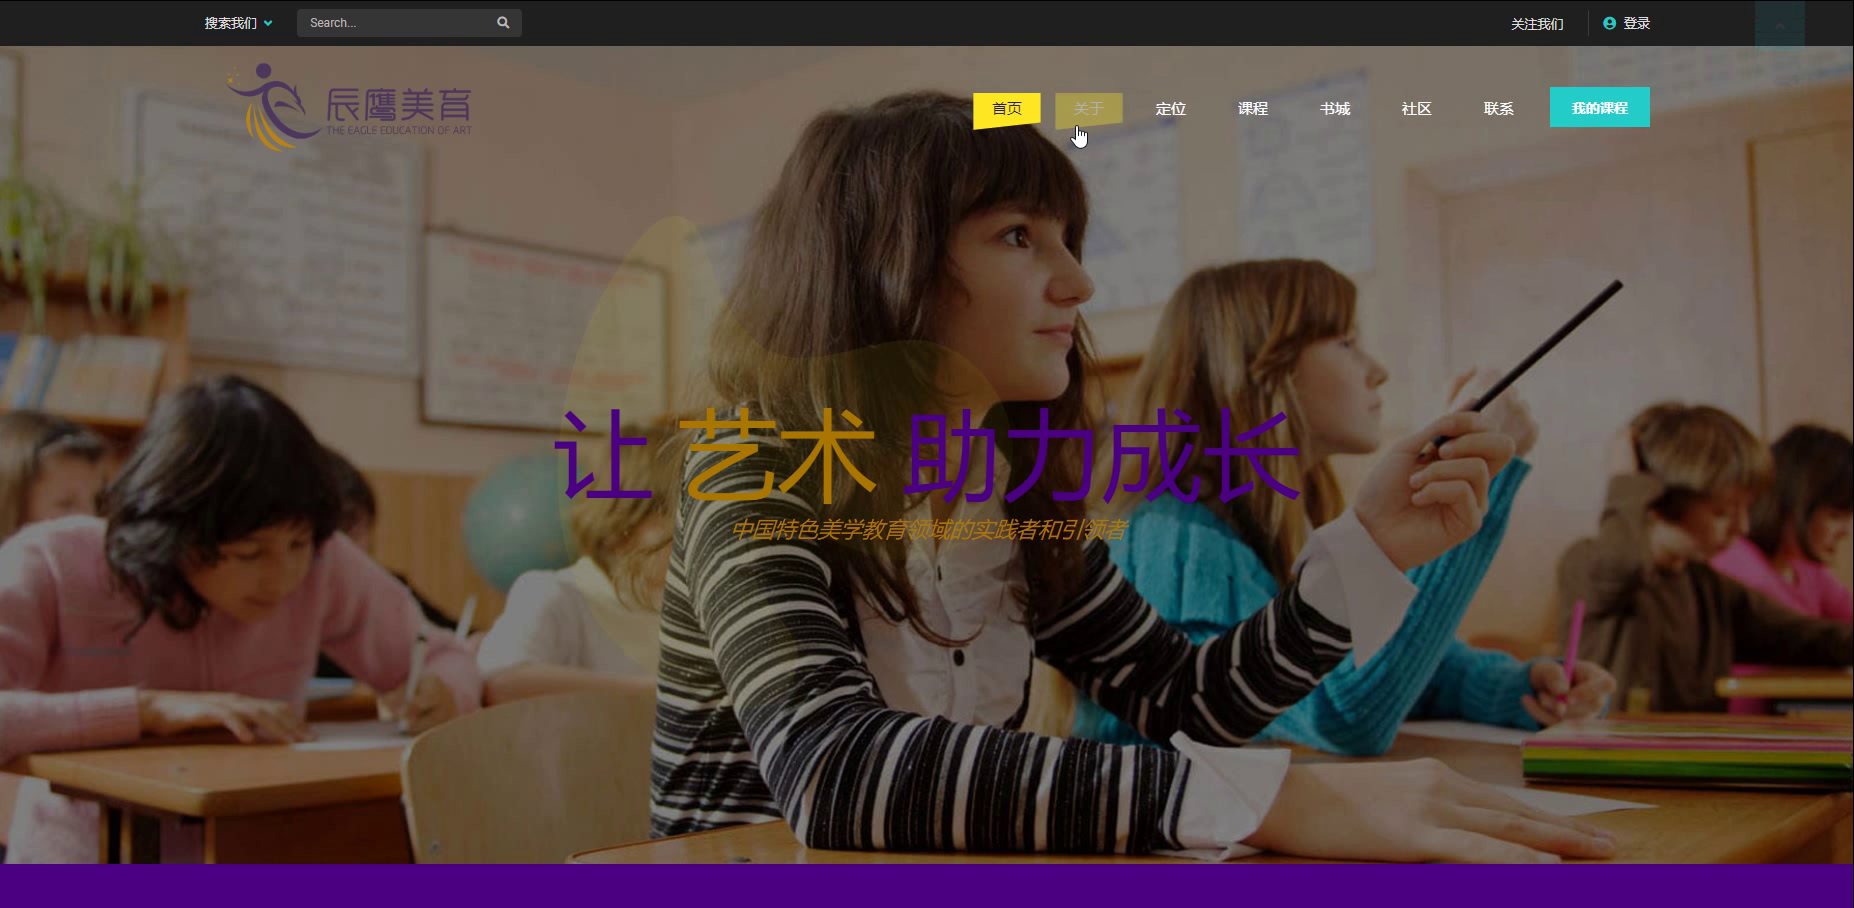 搜索我们
Search...
关注我们
登录
辰鹰美育
THE EAGLE EDUCATION OF ART
首页
关于
定位
课程
书城
社区
联系
我的课程
让 艺术 助力成长
中国特色美学教育领域的实践者和引领者